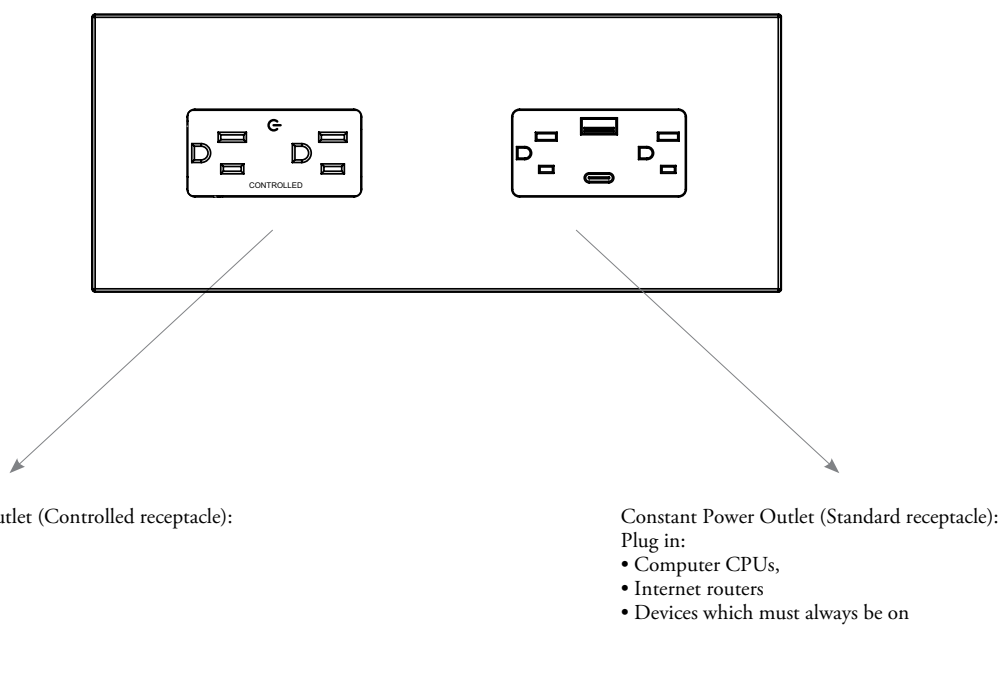 CONTROLLED
(Controlled receptacle):
Constant Power Outlet (Standard receptacle):
Plug in:
• Computer CPUs,
• Internet routers
• Devices which must always be on